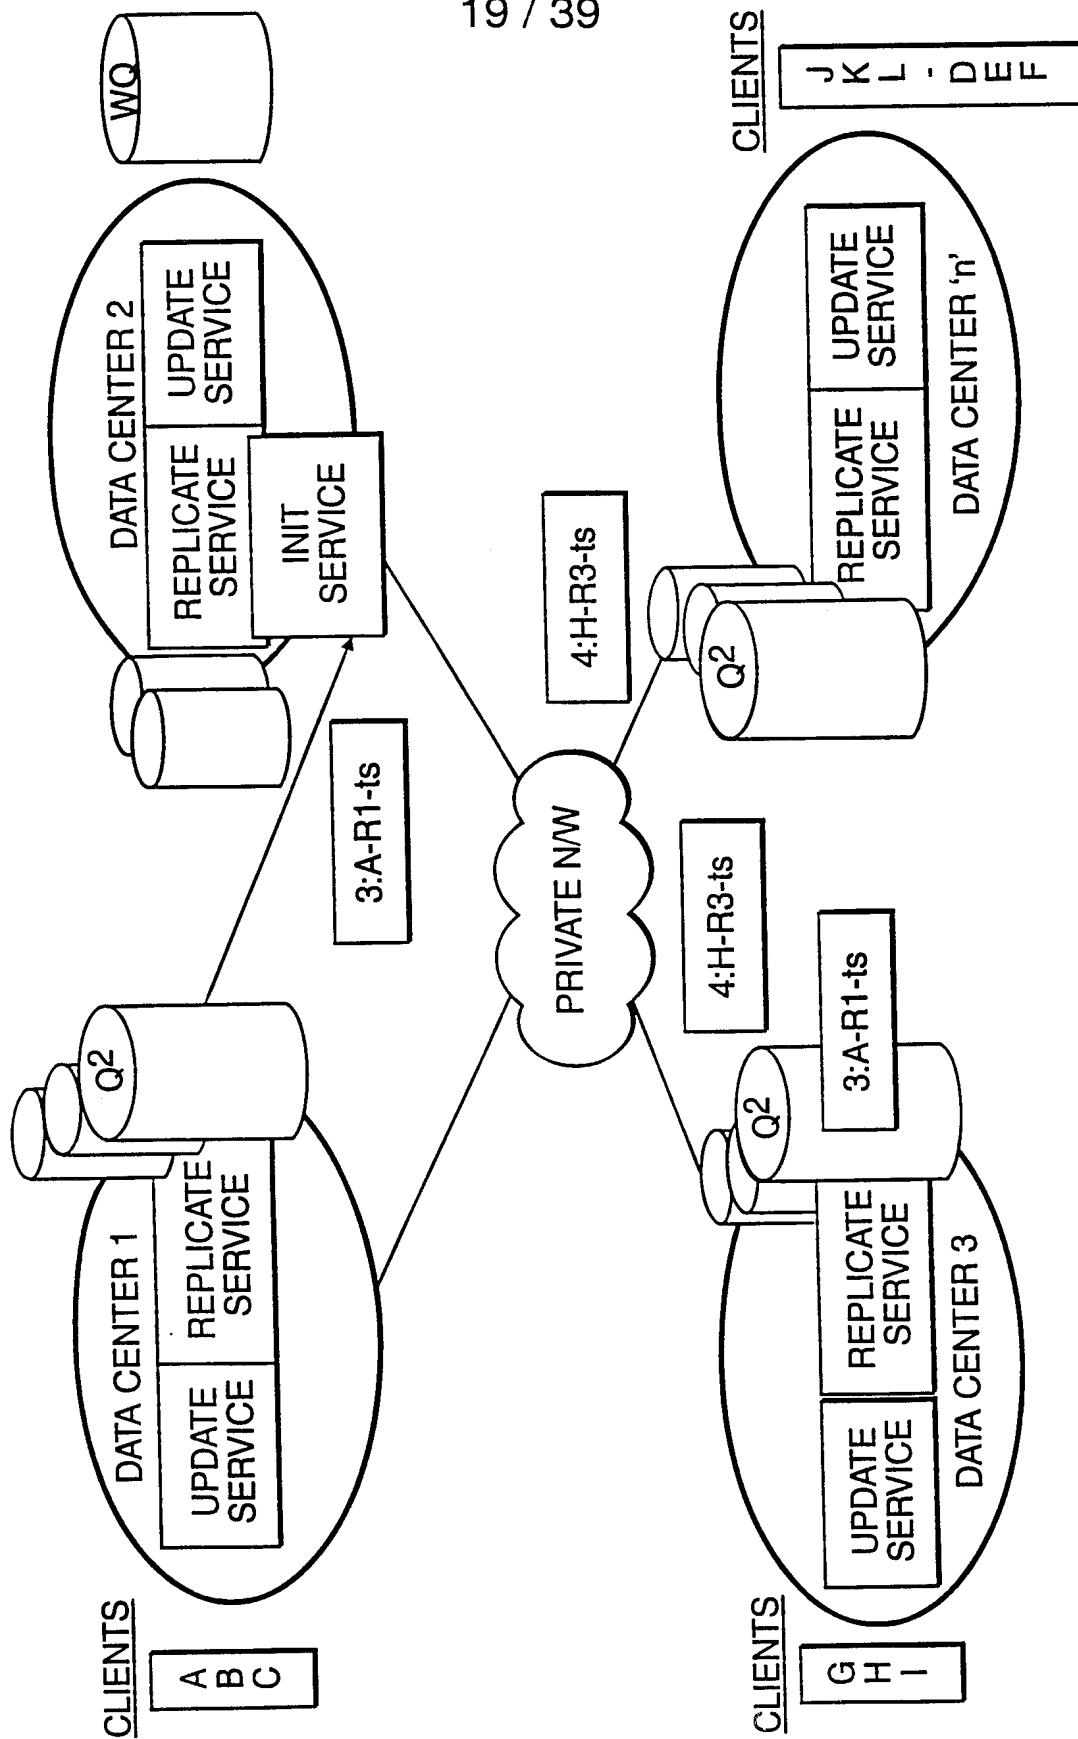 19 / 39
CLIENTS
A
B
C
DATA CENTER 1
UPDATE
SERVICE
REPLICATE
SERVICE
Q2
3:A-R1-ts
DATA CENTER 2
REPLICATE
SERVICE
UPDATE
SERVICE
INIT
SERVICE
WQ
PRIVATE N/W
4:H-R3-ts
4:H-R3-ts
CLIENTS
G
H
I
UPDATE
SERVICE
REPLICATE
SERVICE
DATA CENTER 3
Q2
3:A-R1-ts
Q2
REPLICATE
SERVICE
UPDATE
SERVICE
DATA CENTER 'n'
CLIENTS
J
K
L
-
D
E
F